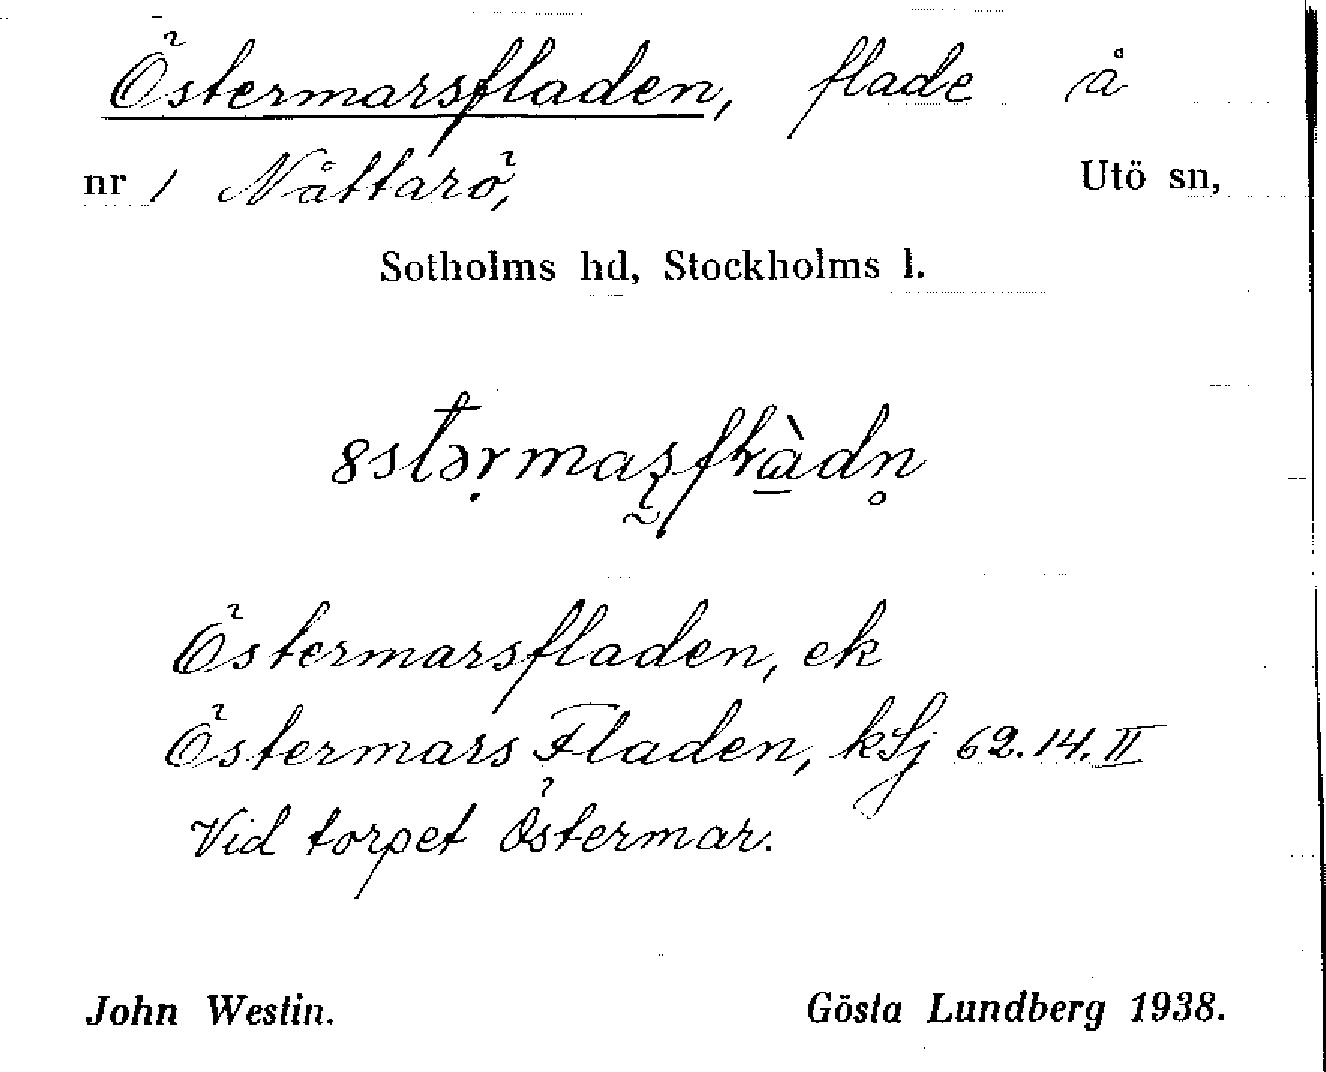 Östermarsfladen, flade å
nr 1 Nåttarö, Utö sn,
Sotholms hd, Stockholms l.
Östermarsfladen, ek
Östermars Fladen, kSj 62.14.II
Vid torpet Östermar.
John Westin. Gösta Lundberg 1938.